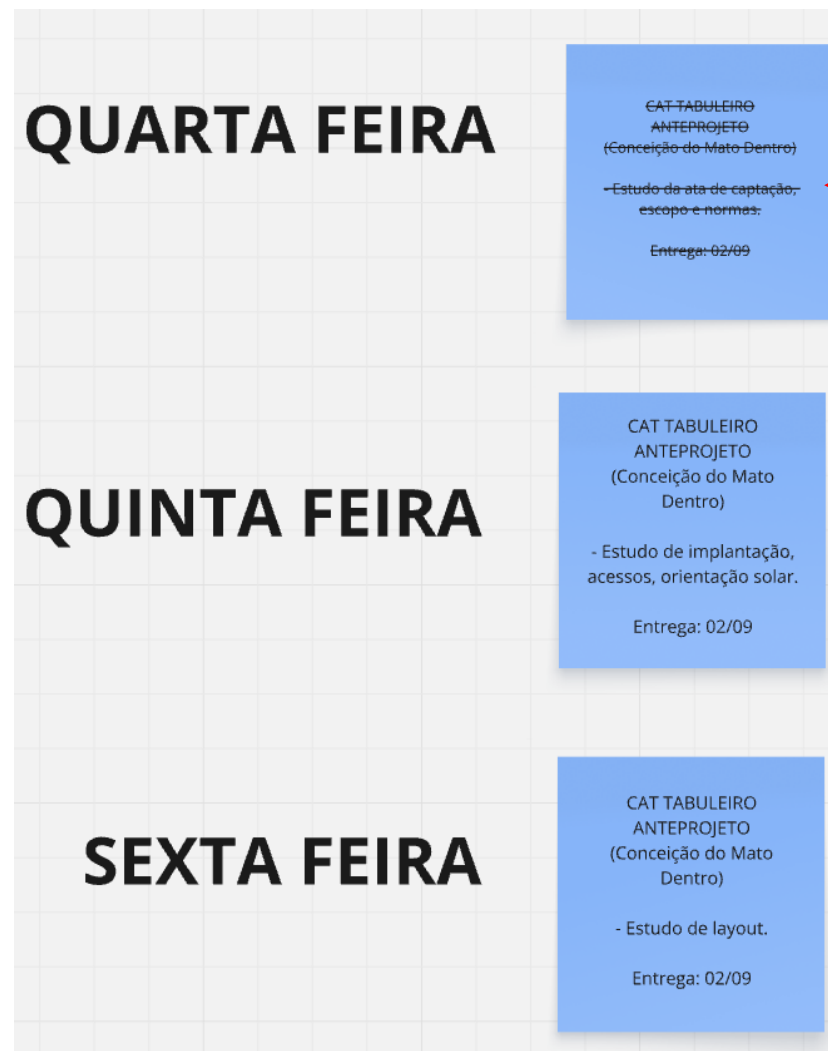 QUARTA FEIRA
CAT TABULEIRO
ANTEPROJETO
(Conceição do Mato Dentro)
- Estudo da ata de captação,
escopo e normas.
Entrega: 02/09
QUINTA FEIRA
CAT TABULEIRO
ANTEPROJETO
(Conceição do Mato
Dentro)
- Estudo de implantação,
acessos, orientação solar.
Entrega: 02/09
SEXTA FEIRA
CAT TABULEIRO
ANTEPROJETO
(Conceição do Mato
Dentro)
- Estudo de layout.
Entrega: 02/09